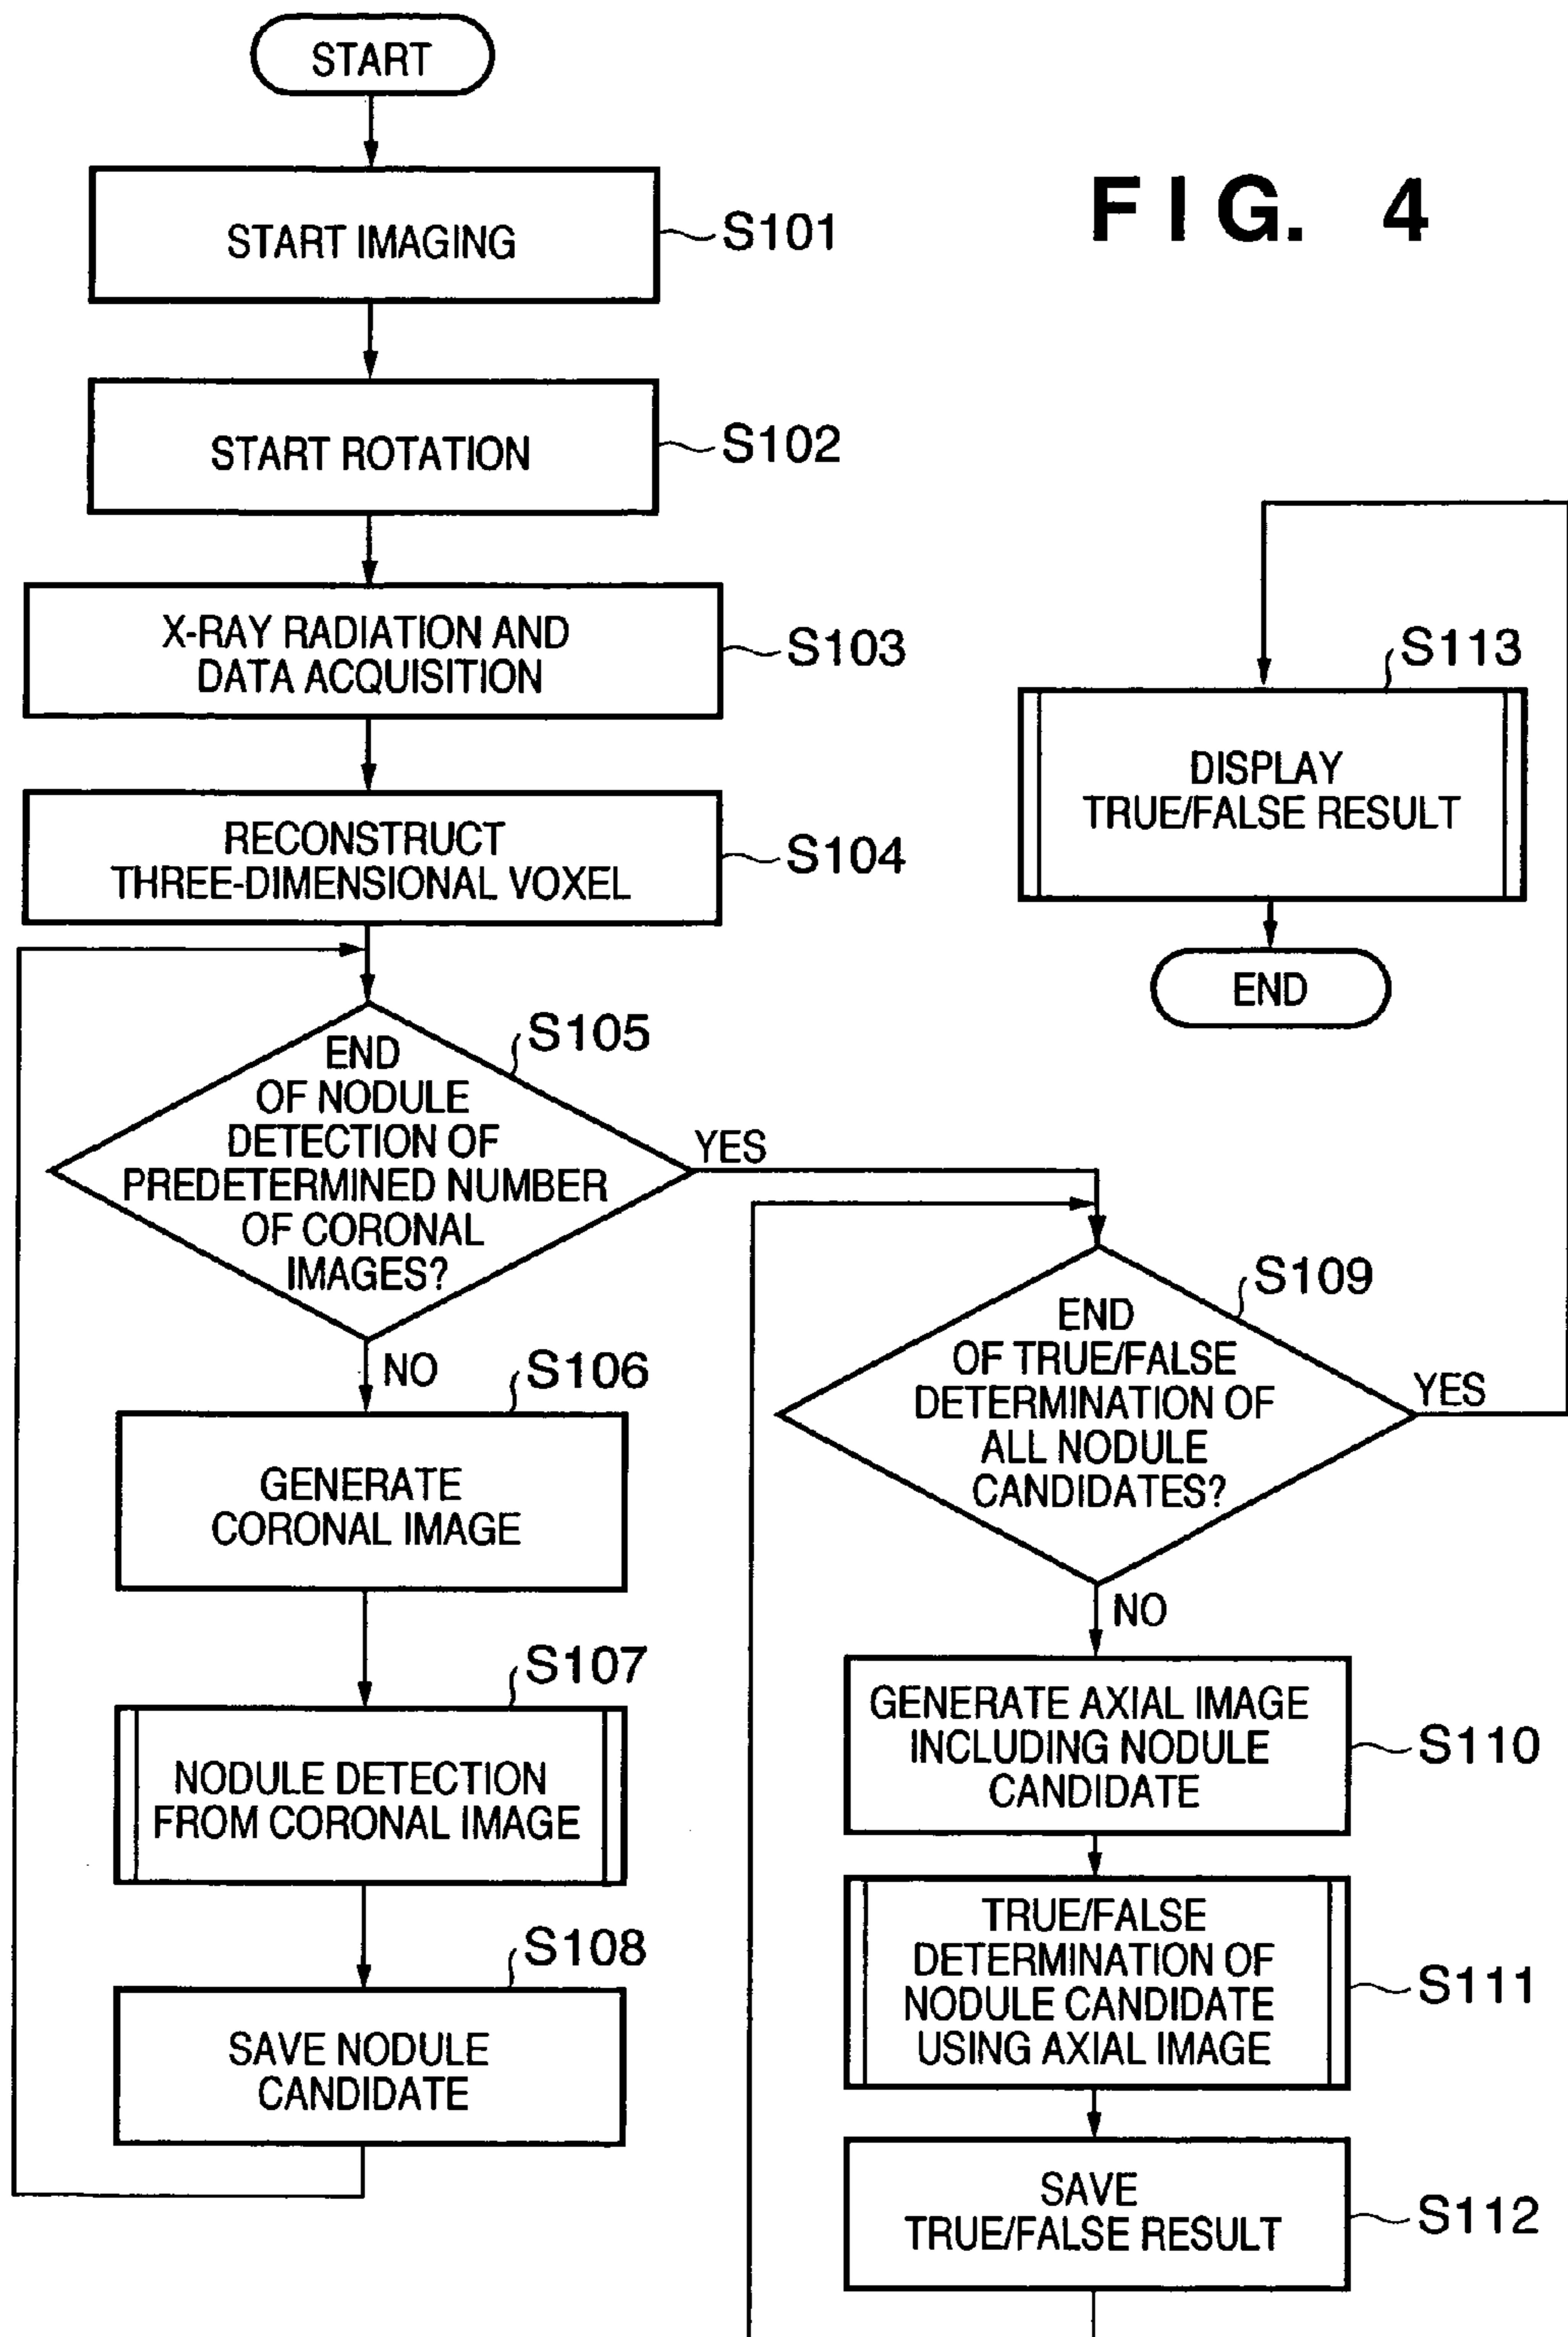 START
FIG. 4
START IMAGING
S101
START ROTATION
S102
X-RAY RADIATION AND
DATA ACQUISITION
S103
RECONSTRUCT
THREE-DIMENSIONAL VOXEL
S104
END
OF NODULE
DETECTION OF
PREDETERMINED NUMBER
OF CORONAL
IMAGES?
S105
YES
NO
S106
GENERATE
CORONAL IMAGE
S107
NODULE DETECTION
FROM CORONAL IMAGE
S108
SAVE NODULE
CANDIDATE
S109
END
OF TRUE/FALSE
DETERMINATION OF
ALL NODULE
CANDIDATES?
YES
NO
GENERATE AXIAL IMAGE
INCLUDING NODULE
CANDIDATE
S110
TRUE/FALSE
DETERMINATION OF
NODULE CANDIDATE
USING AXIAL IMAGE
S111
SAVE
TRUE/FALSE RESULT
S112
S113
DISPLAY
TRUE/FALSE RESULT
END